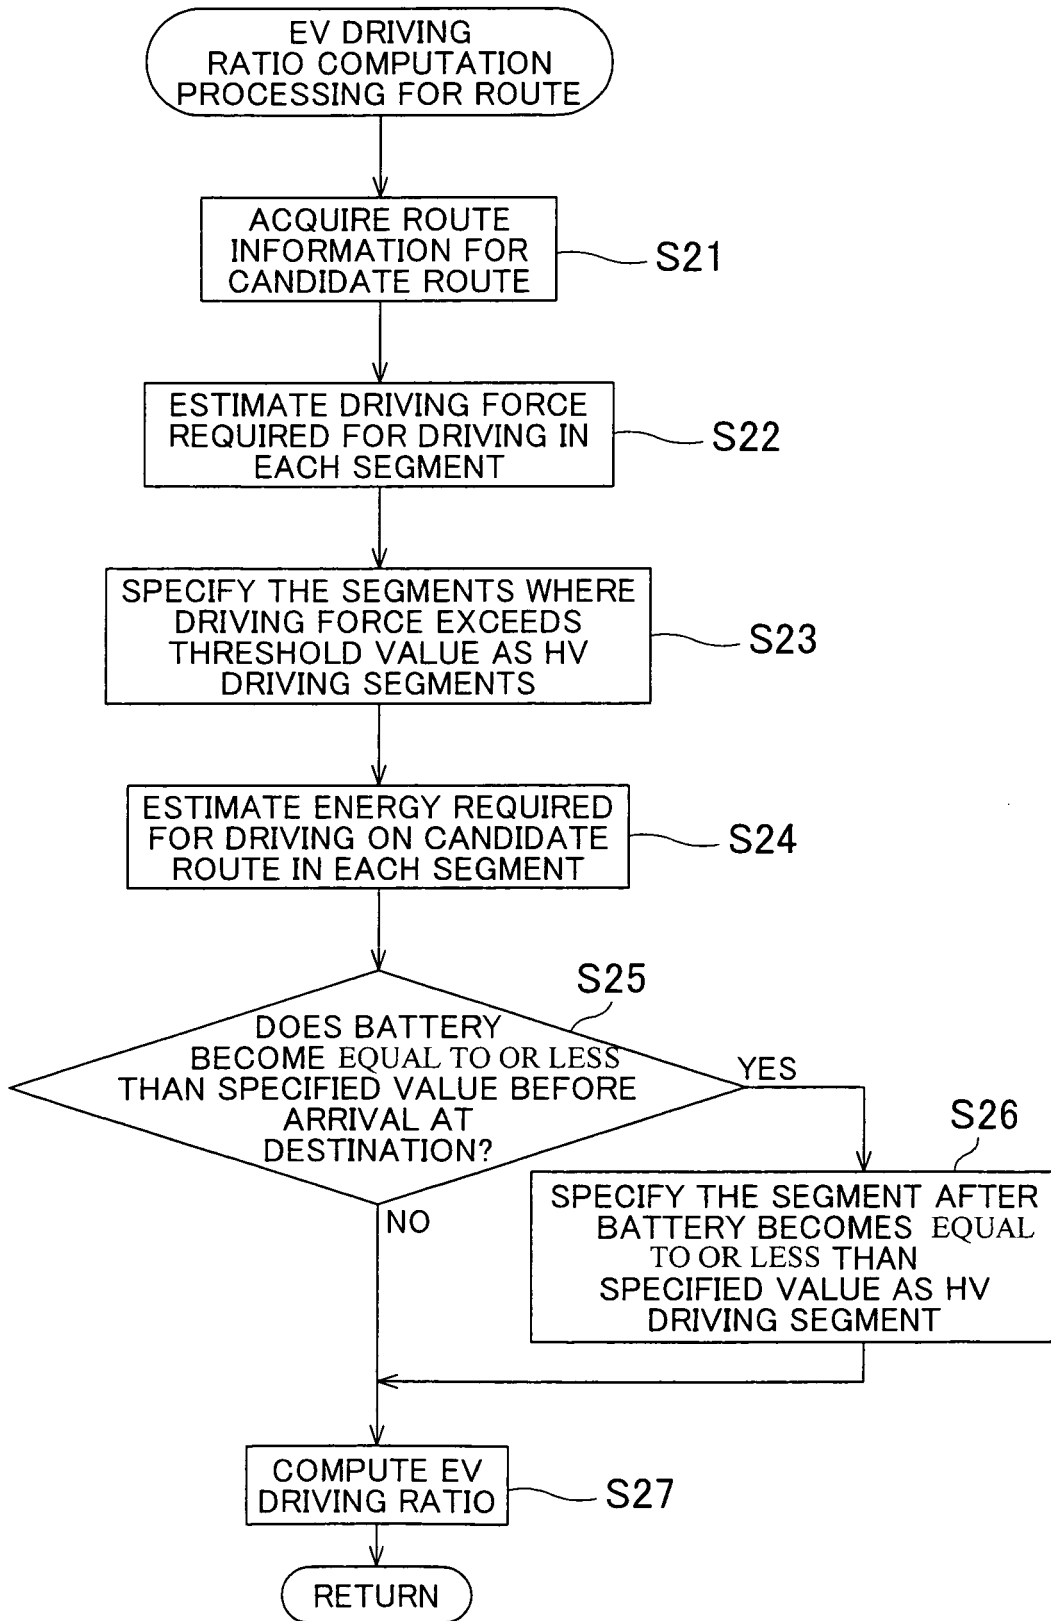 EV DRIVING
RATIO COMPUTATION
PROCESSING FOR ROUTE
ACQUIRE ROUTE
INFORMATION FOR
CANDIDATE ROUTE
S21
ESTIMATE DRIVING FORCE
REQUIRED FOR DRIVING IN
EACH SEGMENT
S22
SPECIFY THE SEGMENTS WHERE
DRIVING FORCE EXCEEDS
THRESHOLD VALUE AS HV
DRIVING SEGMENTS
S23
ESTIMATE ENERGY REQUIRED
FOR DRIVING ON CANDIDATE
ROUTE IN EACH SEGMENT
S24
S25
DOES BATTERY
BECOME EQUAL TO OR LESS
THAN SPECIFIED VALUE BEFORE
ARRIVAL AT
DESTINATION?
YES
NO
S26
SPECIFY THE SEGMENT AFTER
BATTERY BECOMES EQUAL
TO OR LESS THAN
SPECIFIED VALUE AS HV
DRIVING SEGMENT
COMPUTE EV
DRIVING RATIO
S27
RETURN